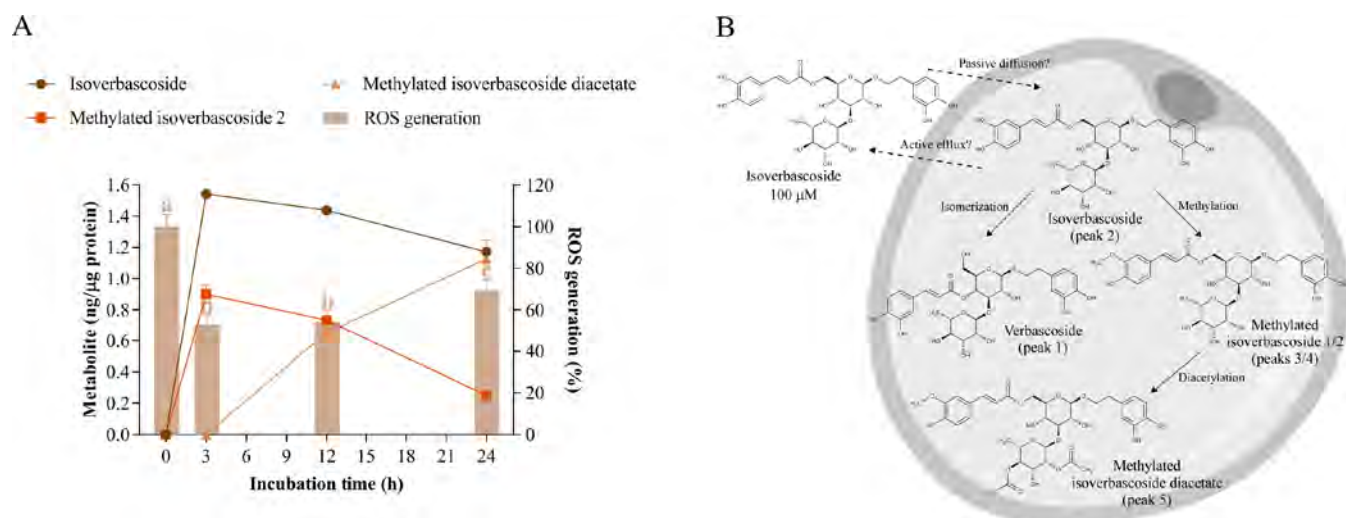 A
Isoverbascoside
Methylated isoverbascoside diacetate
Methylated isoverbascoside 2
ROS generation
Metabolite (ng/µg protein)
1.6
1.4
1.2
1.0
0.8
0.6
0.4
0.2
0.0
120
100
80
60
40
20
0
ROS generation (%)
a
b
b
c
0 3 6 9 12 15 18 21 24
Incubation time (h)
B
Passive diffusion?
Active efflux?
Isoverbascoside
100 µM
Isomerization
Isoverbascoside
(peak 2)
Methylation
Verbascoside
(peak 1)
Methylated
isoverbascoside 1/2
(peaks 3/4)
Diacetylation
Methylated
isoverbascoside diacetate
(peak 5)